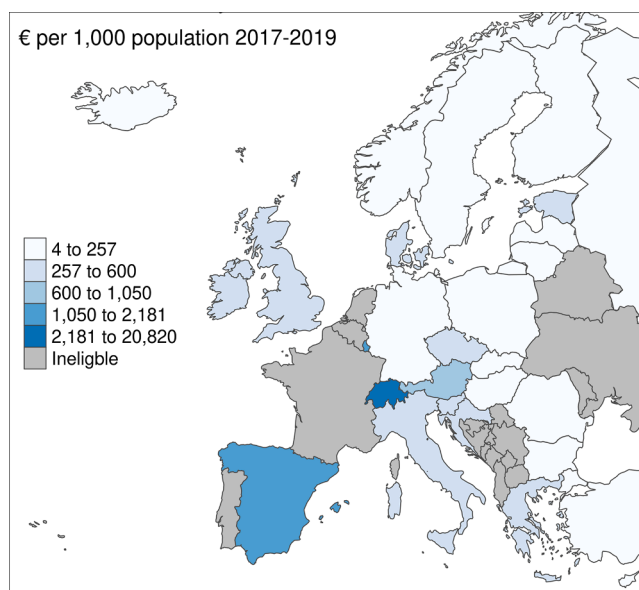 € per 1,000 population 2017-2019
4 to 257
257 to 600
600 to 1,050
1,050 to 2,181
2,181 to 20,820
Ineligble